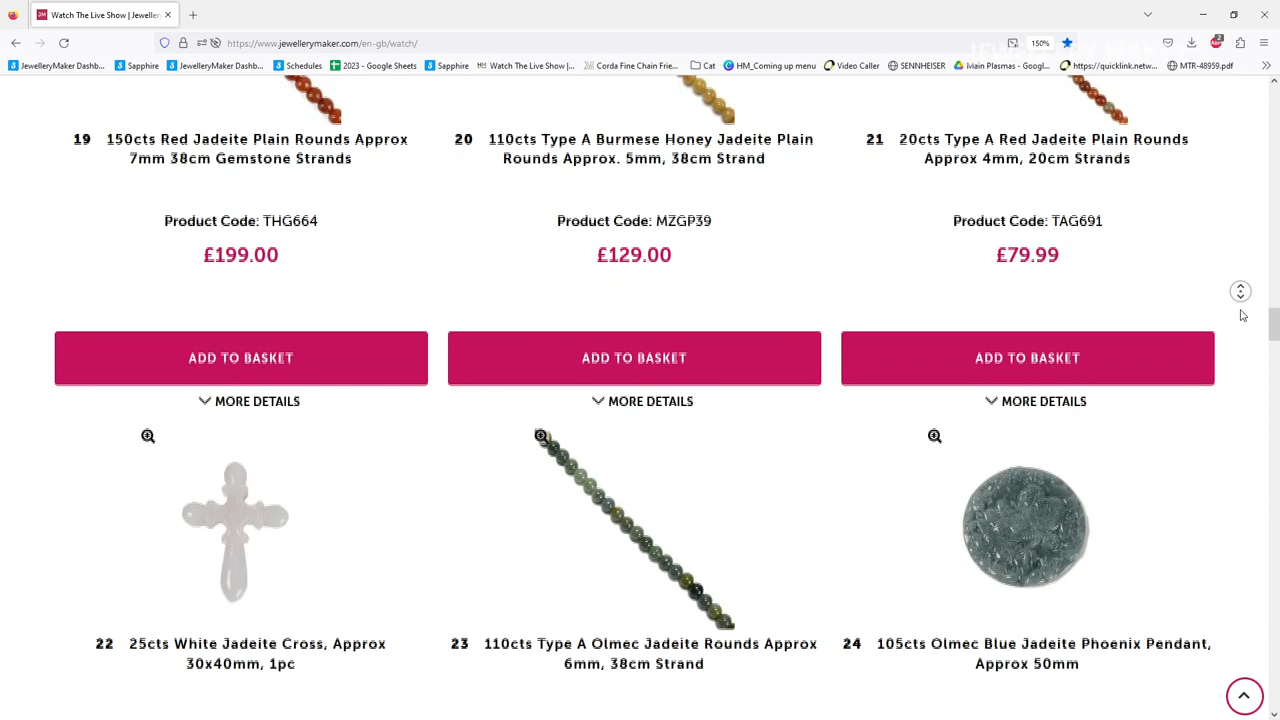 Watch The Live Show | Jeweller
https://www.jewellerymaker.com/en-gb/watch/
150%
2
JewelleryMaker Dashb...
Sapphire
JewelleryMaker Dashb...
Schedules
2023 - Google Sheets
Sapphire
Watch The Live Show |...
Corda Fine Chain Frie...
Cat
HM_Coming up menu
Video Caller
SENNHEISER
Main Plasmas - Googl...
https://quicklink.netw...
MTR-48959.pdf
19 150cts Red Jadeite Plain Rounds Approx
7mm 38cm Gemstone Strands
Product Code: THG664
£199.00
ADD TO BASKET
MORE DETAILS
20 110cts Type A Burmese Honey Jadeite Plain
Rounds Approx. 5mm, 38cm Strand
Product Code: MZGP39
£129.00
ADD TO BASKET
MORE DETAILS
21 20cts Type A Red Jadeite Plain Rounds
Approx 4mm, 20cm Strands
Product Code: TAG691
£79.99
ADD TO BASKET
MORE DETAILS
22 25cts White Jadeite Cross, Approx
30x40mm, 1pc
23 110cts Type A Olmec Jadeite Rounds Approx
6mm, 38cm Strand
24 105cts Olmec Blue Jadeite Phoenix Pendant,
Approx 50mm